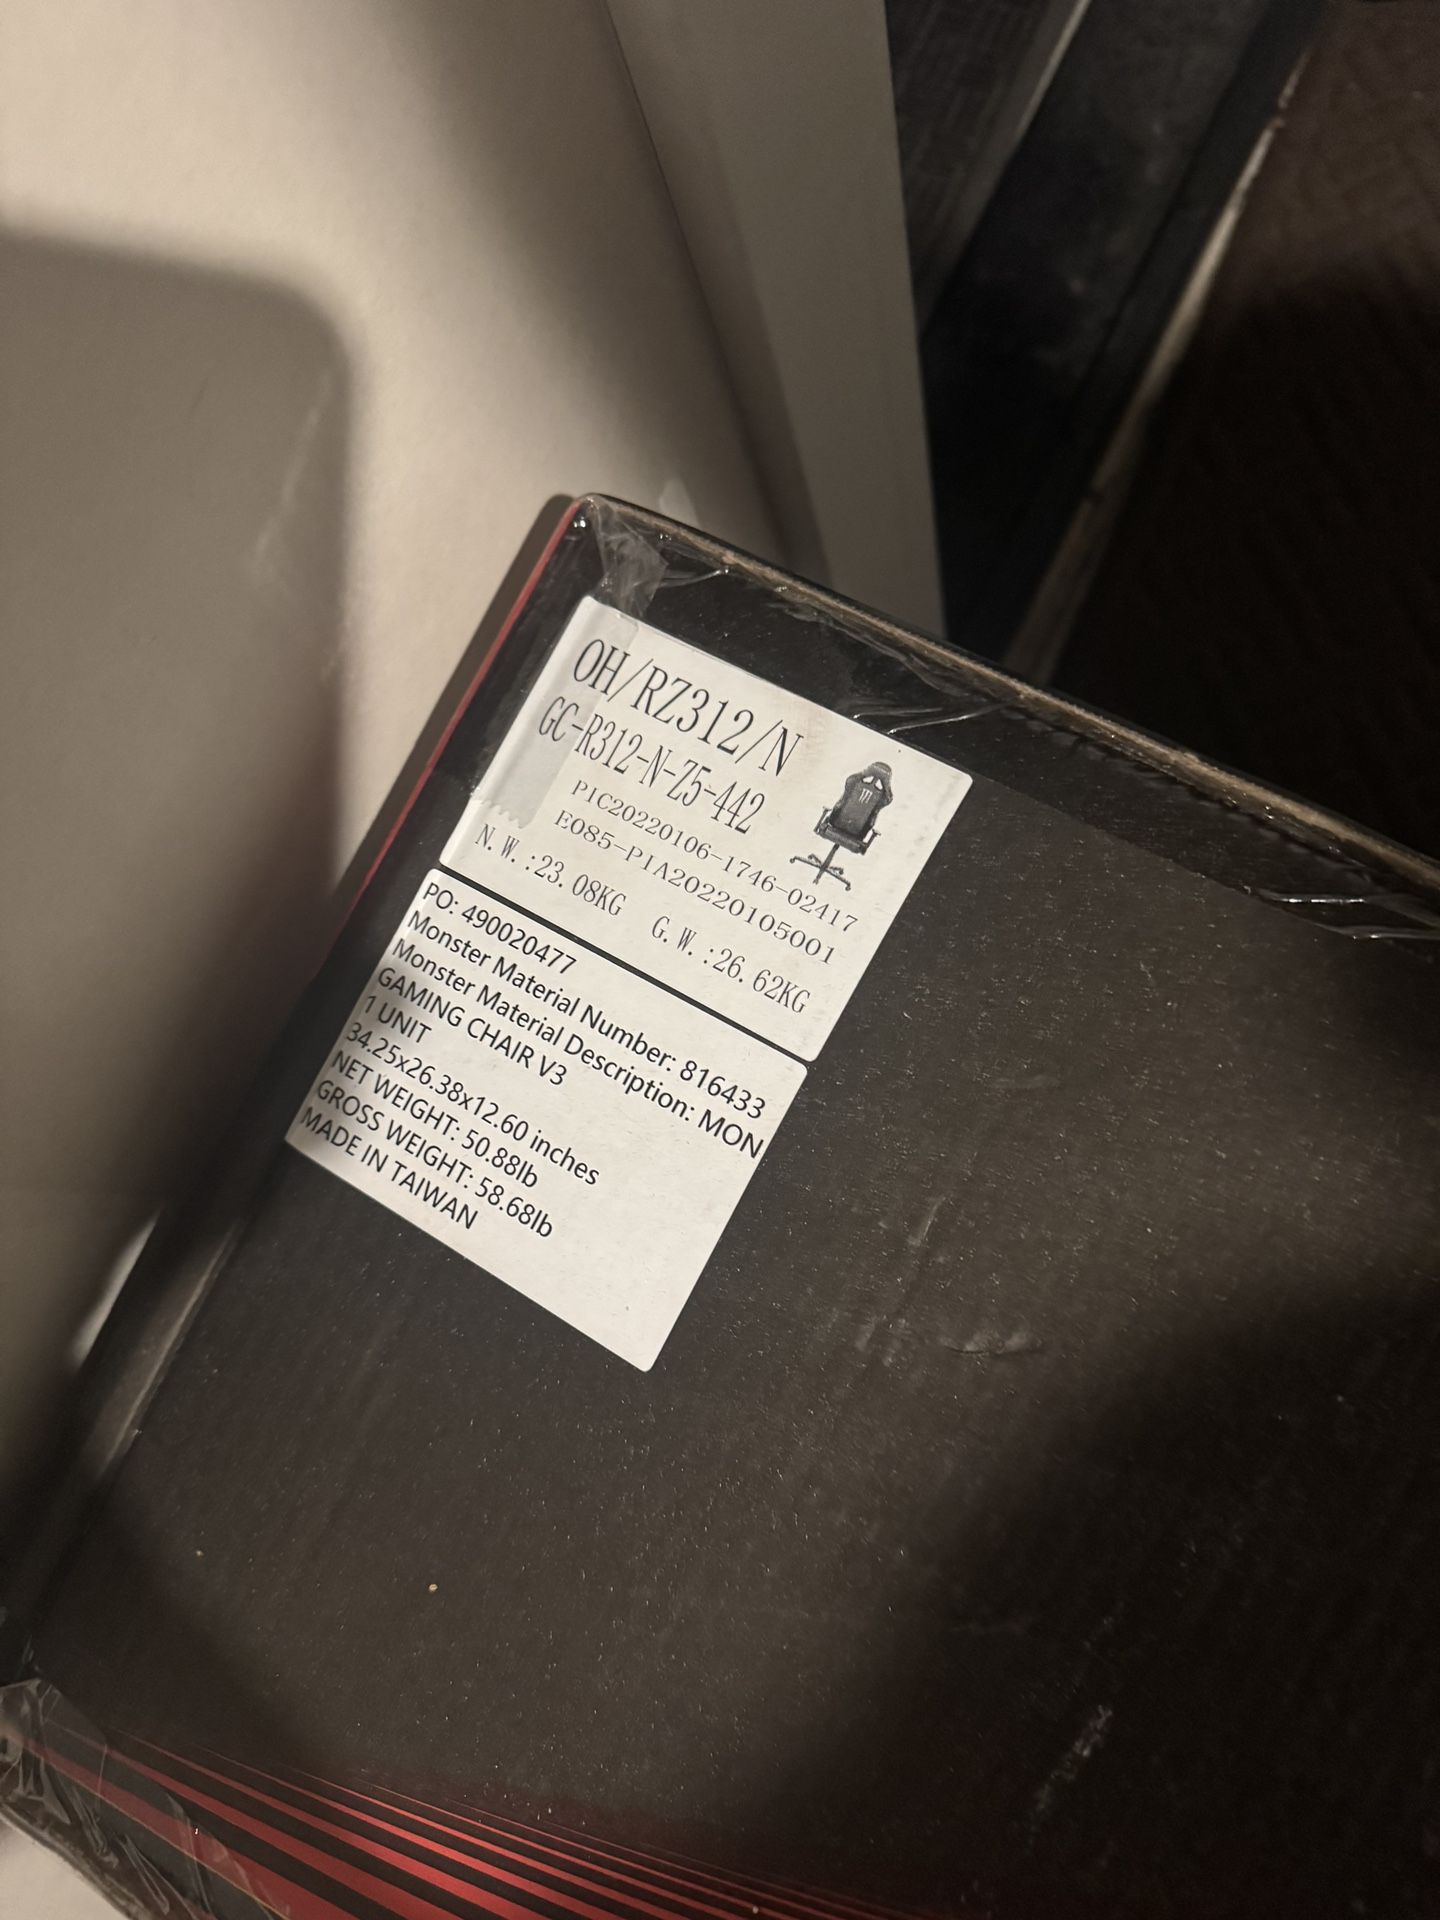 OH/RZ312/N
GC-R312-N-Z5-442
PIC20220106-1746-02417
E085-PIA20220105001
N.W.:23.08KG G.W.:26.62KG
PO: 490020477
Monster Material Number: 816433
Monster Material Description: MON
GAMING CHAIR V3
1 UNIT
34.25x26.38x12.60 inches
NET WEIGHT: 50.88lb
GROSS WEIGHT: 58.68lb
MADE IN TAIWAN